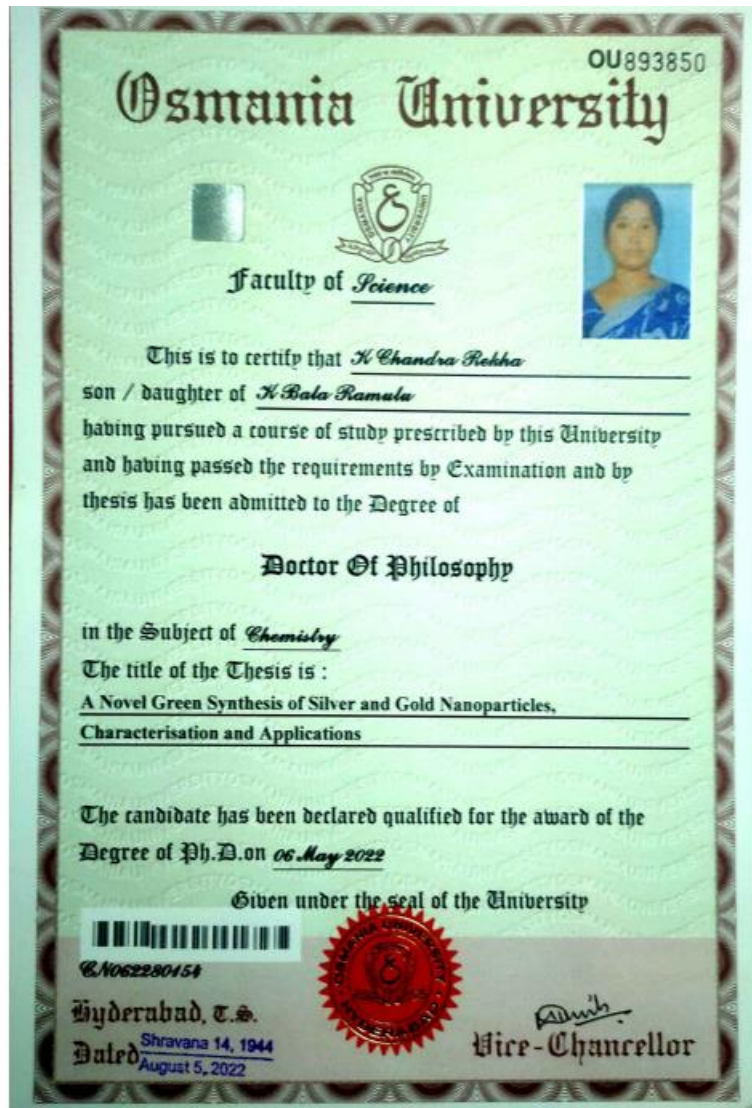 OU893850
Osmania University
OSMANIA UNIVERSITY
Faculty of Science
This is to certify that K Chandra Rekha
son / daughter of K Bala Ramulu
having pursued a course of study prescribed by this University
and having passed the requirements by Examination and by
thesis has been admitted to the Degree of
Doctor Of Philosophy
in the Subject of Chemistry
The title of the Thesis is :
A Novel Green Synthesis of Silver and Gold Nanoparticles,
Characterisation and Applications
The candidate has been declared qualified for the award of the
Degree of Ph.D.on 06 May 2022
Given under the seal of the University
CN062280154
OSMANIA UNIVERSITY
HYDERABAD
Hyderabad, T.S.
Dated Shravana 14, 1944
August 5, 2022
Vice-Chancellor